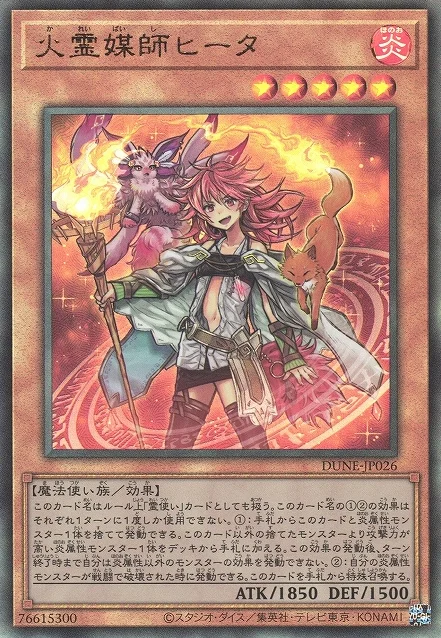 火霊媒師ヒータ
炎
【魔法使い族/効果】
このカード名はルール上「霊使い」カードとしても扱う。このカード名の①②の効果は
それぞれ1ターンに1度しか使用できない。①：手札からこのカードと炎属性モン
スター1体を捨てて発動できる。このカード以外の捨てたモンスターより攻撃力が
高い炎属性モンスター1体をデッキから手札に加える。この効果の発動後、ターン
終了時まで自分は炎属性以外のモンスターの効果を発動できない。②：自分の炎属性
モンスターが戦闘で破壊された時に発動できる。このカードを手札から特殊召喚する。
DUNE-JP026
ATK/1850 DEF/1500
76615300
©スタジオ・ダイス/集英社・テレビ東京・KONAMI